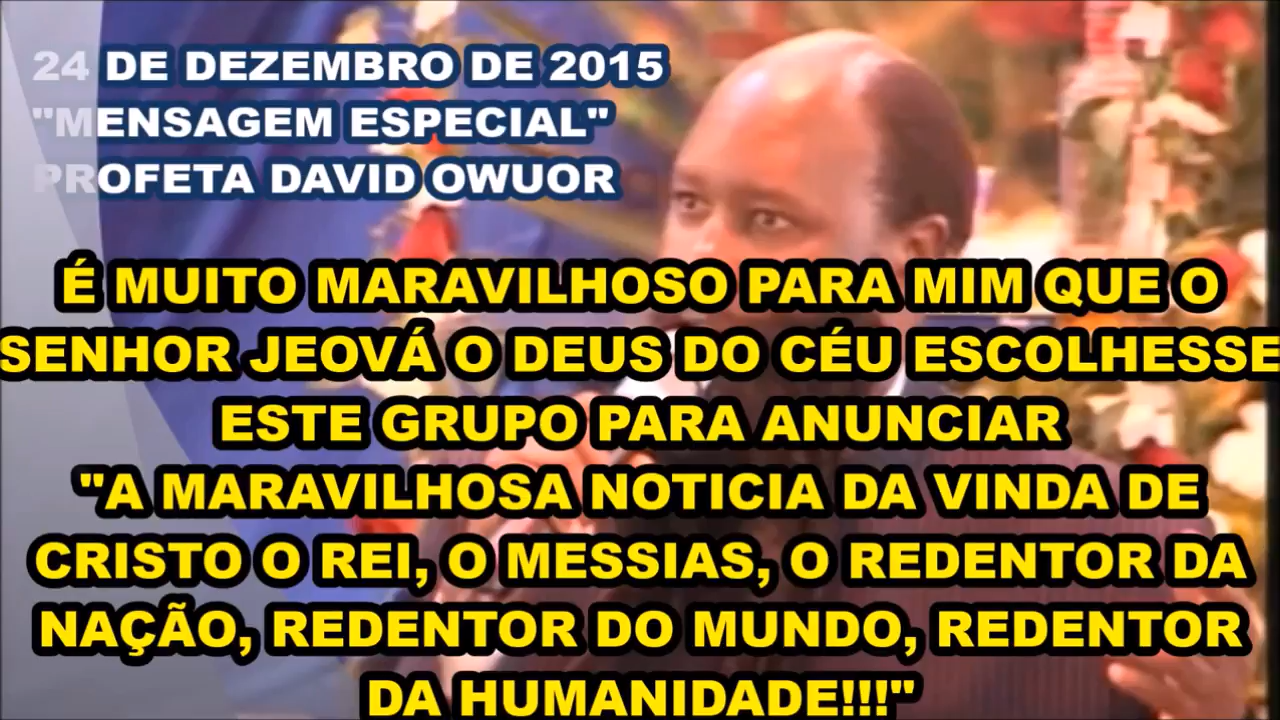 24 DE DEZEMBRO DE 2015
"MENSAGEM ESPECIAL"
PROFETA DAVID OWUOR
É MUITO MARAVILHOSO PARA MIM QUE O
SENHOR JEOVÁ O DEUS DO CÉU ESCOLHESSE
ESTE GRUPO PARA ANUNCIAR
"A MARAVILHOSA NOTICIA DA VINDA DE
CRISTO O REI, O MESSIAS, O REDENTOR DA
NAÇÃO, REDENTOR DO MUNDO, REDENTOR
DA HUMANIDADE!!!"